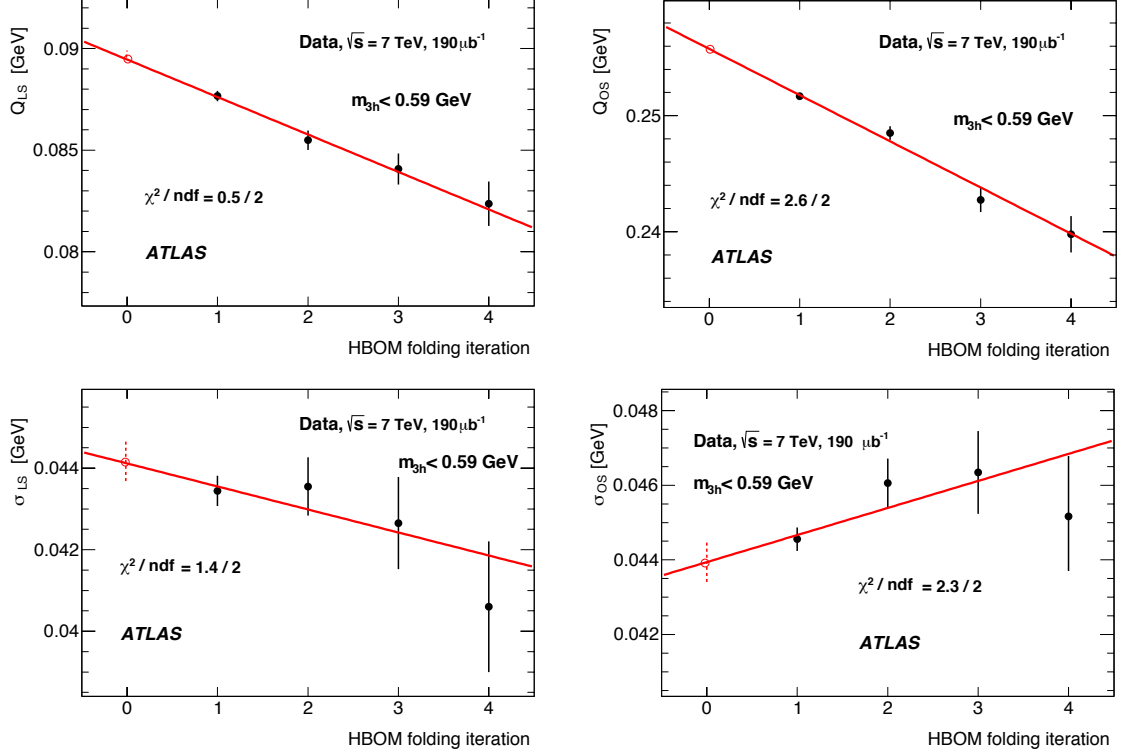 Q_LS [GeV]
0.09
0.085
0.08
Data, √s = 7 TeV, 190 μb⁻¹
m_3h < 0.59 GeV
χ² / ndf = 0.5 / 2
ATLAS
0 1 2 3 4
HBOM folding iteration
Q_OS [GeV]
0.25
0.24
Data, √s = 7 TeV, 190 μb⁻¹
m_3h < 0.59 GeV
χ² / ndf = 2.6 / 2
ATLAS
0 1 2 3 4
HBOM folding iteration
σ_LS [GeV]
0.044
0.042
0.04
Data, √s = 7 TeV, 190 μb⁻¹
m_3h < 0.59 GeV
χ² / ndf = 1.4 / 2
ATLAS
0 1 2 3 4
HBOM folding iteration
σ_OS [GeV]
0.048
0.046
0.044
0.042
Data, √s = 7 TeV, 190 μb⁻¹
m_3h < 0.59 GeV
χ² / ndf = 2.3 / 2
ATLAS
0 1 2 3 4
HBOM folding iteration